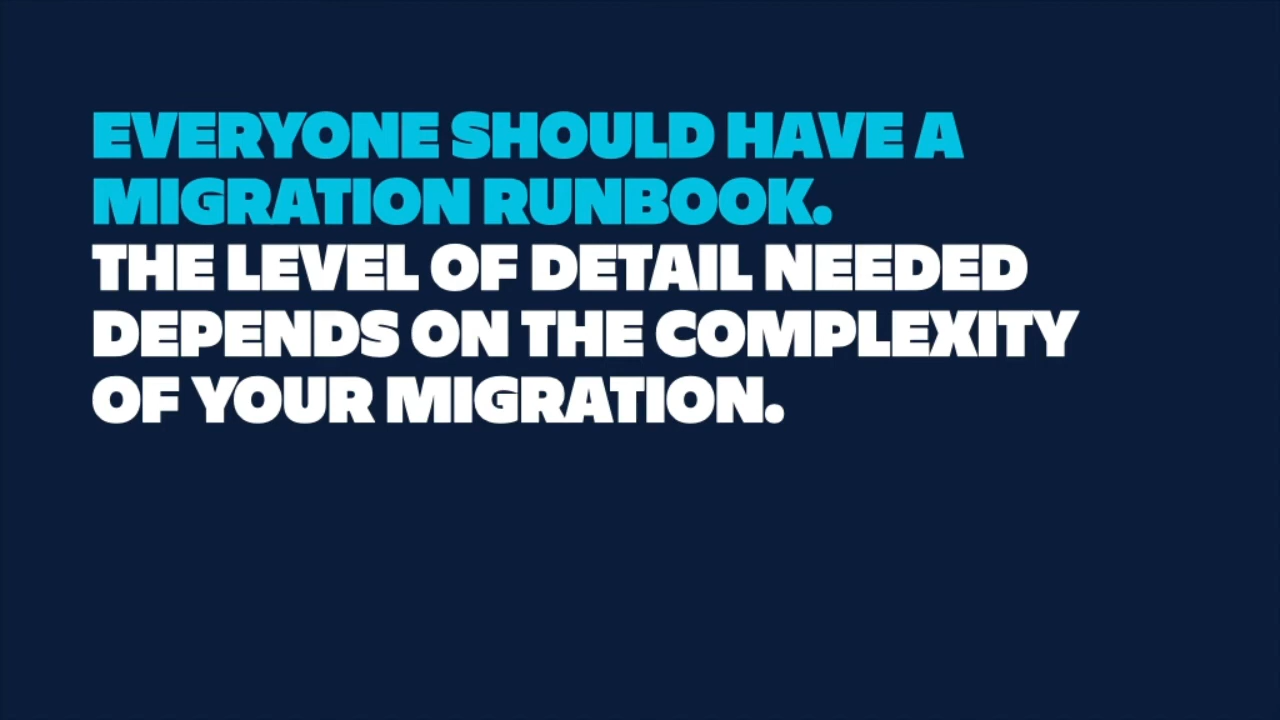 EVERYONE SHOULD HAVE A
MIGRATION RUNBOOK.
THE LEVEL OF DETAIL NEEDED
DEPENDS ON THE COMPLEXITY
OF YOUR MIGRATION.